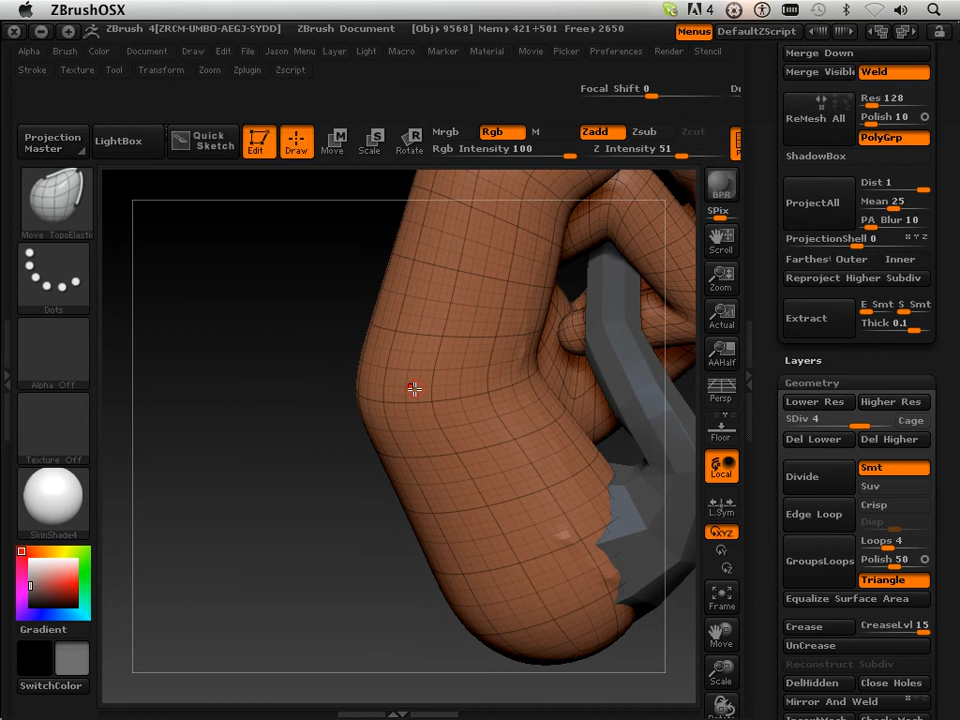 ZBrushOSX
4
ZBrush 4[ZRCM-UMBO-AEGJ-SYDD] ZBrush Document [Obj▸9568] Mem▸421+501 Free▸2650 Menus DefaultZScript
Alpha Brush Color Document Draw Edit File Jason Menu Layer Light Macro Marker Material Movie Picker Preferences Render Stencil
Stroke Texture Tool Transform Zoom Zplugin Zscript
Focal Shift 0
Projection Master
LightBox
Quick Sketch
Edit Draw Move Scale Rotate
Mrgb Rgb M Zadd Zsub Zcut
Rgb Intensity 100 Z Intensity 51
Move TopoElastic
Dots
Alpha Off
Texture Off
SkinShade4
Gradient
SwitchColor
BPR
SPix
Scroll
Zoom
Actual
AAHalf
Persp
Floor
Local
L.Sym
XYZ
Frame
Move
Scale
Merge Down
Merge Visible Weld
ReMesh All
Res 128
Polish 10
PolyGrp
ShadowBox
ProjectAll
Dist 1
Mean 25
PA Blur 10
ProjectionShell 0 X Y Z
Farthest Outer Inner
Reproject Higher Subdiv
Extract
E Smt S Smt
Thick 0.1
Layers
Geometry
Lower Res Higher Res
SDiv 4 Cage
Del Lower Del Higher
Divide
Smt
Suv
Edge Loop
Crisp
Disp
GroupsLoops
Loops 4
Polish 50
Triangle
Equalize Surface Area
Crease CreaseLvl 15
UnCrease
Reconstruct Subdiv
DelHidden Close Holes
Mirror And Weld X Y Z
InsertMesh Check Mesh